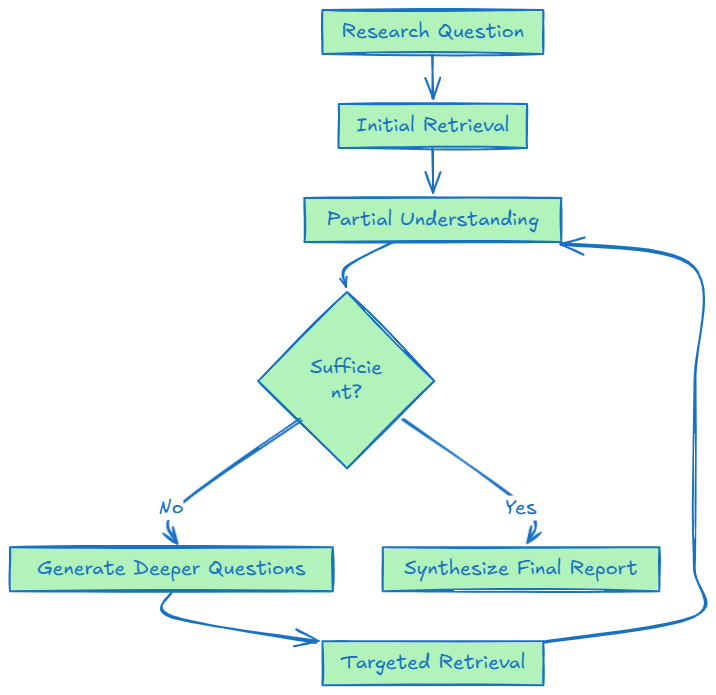 Research Question
Initial Retrieval
Partial Understanding
Sufficie
nt?
No
Yes
Generate Deeper Questions
Synthesize Final Report
Targeted Retrieval